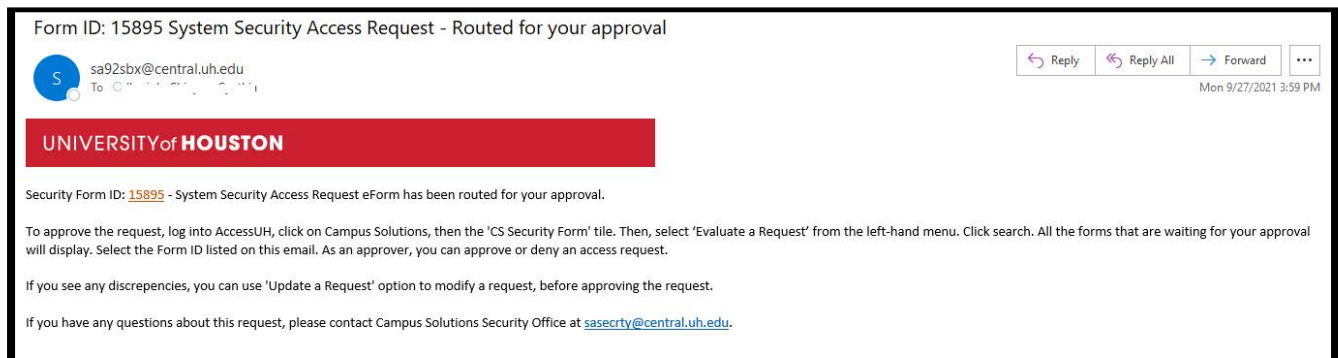 Form ID: 15895 System Security Access Request - Routed for your approval
S
sa92sbx@central.uh.edu
To
Reply
Reply All
Forward
...
Mon 9/27/2021 3:59 PM
UNIVERSITYof HOUSTON
Security Form ID: 15895 - System Security Access Request eForm has been routed for your approval.
To approve the request, log into AccessUH, click on Campus Solutions, then the 'CS Security Form' tile. Then, select ‘Evaluate a Request’ from the left-hand menu. Click search. All the forms that are waiting for your approval
will display. Select the Form ID listed on this email. As an approver, you can approve or deny an access request.
If you see any discrepencies, you can use 'Update a Request' option to modify a request, before approving the request.
If you have any questions about this request, please contact Campus Solutions Security Office at sasecrty@central.uh.edu.